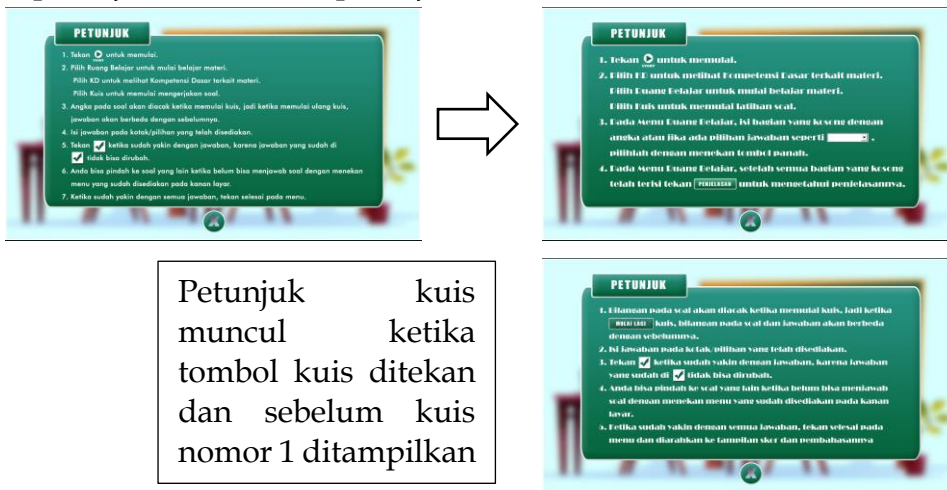 PETUNJUK
1. Tekan START untuk memulai.
2. Pilih Ruang Belajar untuk mulai belajar materi.
Pilih KD untuk melihat Kompetensi Dasar terkait materi.
Pilih Kuis untuk memulai mengerjakan soal.
3. Angka pada soal akan diacak ketika memulai kuis, jadi ketika memulai ulang kuis,
jawaban akan berbeda dengan sebelumnya.
4. Isi jawaban pada kotak/pilihan yang telah disediakan.
5. Tekan ✓ ketika sudah yakin dengan jawaban, karena jawaban yang sudah di
✓ tidak bisa dirubah.
6. Anda bisa pindah ke soal yang lain ketika belum bisa menjawab soal dengan menekan
menu yang sudah disediakan pada kanan layar.
7. Ketika sudah yakin dengan semua jawaban, tekan selesai pada menu.
PETUNJUK
1. Tekan START untuk memulai.
2. Pilih KD untuk melihat Kompetensi Dasar terkait materi.
Pilih Ruang Belajar untuk mulai belajar materi.
Pilih Kuis untuk memulai latihan soal.
3. Pada Menu Ruang Belajar, isi bagian yang kosong dengan
angka atau jika ada pilihan jawaban seperti ,
pilihlah dengan menekan tombol panah.
4. Pada Menu Ruang Belajar, setelah semua bagian yang kosong
telah terisi tekan PENJELASAN untuk mengetahui penjelasannya.
Petunjuk kuis
muncul ketika
tombol kuis ditekan
dan sebelum kuis
nomor 1 ditampilkan
PETUNJUK
1. Bilangan pada soal akan diacak ketika memulai kuis, jadi ketika
MULAI LAGI kuis, bilangan pada soal dan jawaban akan berbeda
dengan sebelumnya.
2. Isi jawaban pada kotak/pilihan yang telah disediakan.
3. Tekan ✓ ketika sudah yakin dengan jawaban, karena jawaban
yang sudah di ✓ tidak bisa dirubah.
4. Anda bisa pindah ke soal yang lain ketika belum bisa menjawab
soal dengan menekan menu yang sudah disediakan pada kanan
layar.
5. Ketika sudah yakin dengan semua jawaban, tekan selesai pada
menu dan diarahkan ke tampilan skor dan pembahasannya